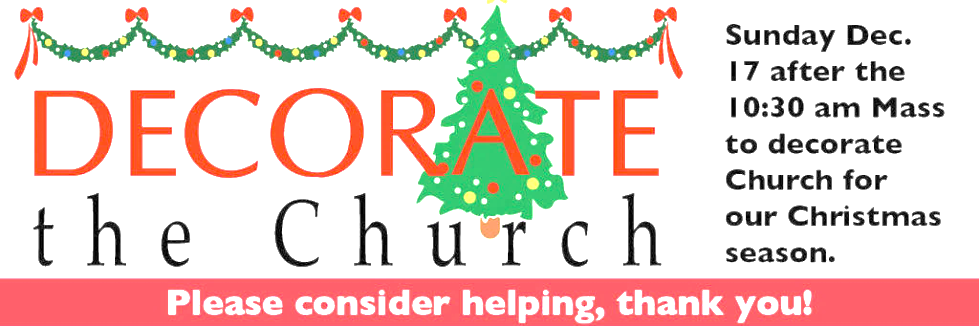 DECORATE
the Church
Sunday Dec.
17 after the
10:30 am Mass
to decorate
Church for
our Christmas
season.
Please consider helping, thank you!